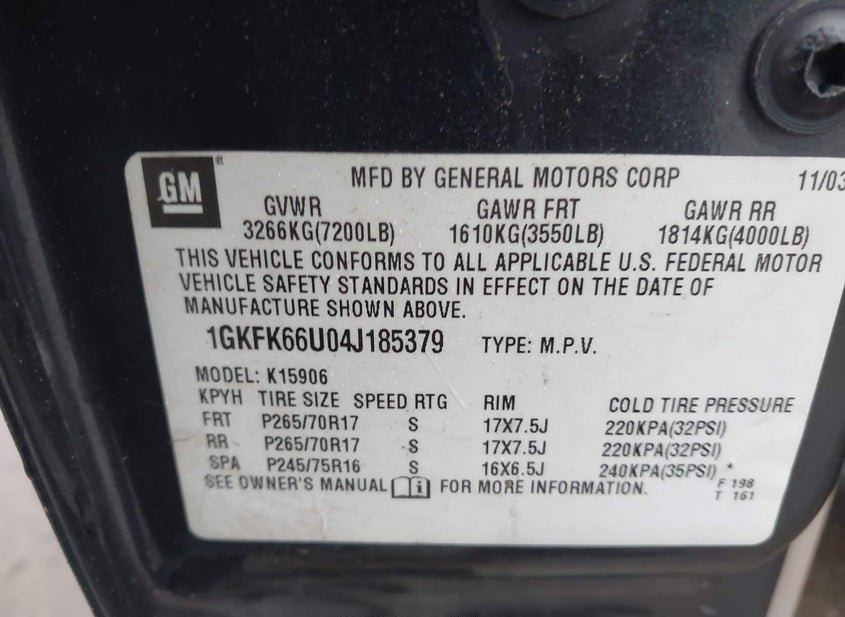 GM ® MFD BY GENERAL MOTORS CORP 11/03
GVWR GAWR FRT GAWR RR
3266KG(7200LB) 1610KG(3550LB) 1814KG(4000LB)
THIS VEHICLE CONFORMS TO ALL APPLICABLE U.S. FEDERAL MOTOR
VEHICLE SAFETY STANDARDS IN EFFECT ON THE DATE OF
MANUFACTURE SHOWN ABOVE.
1GKFK66U04J185379 TYPE: M.P.V.
MODEL: K15906
KPYH TIRE SIZE SPEED RTG RIM COLD TIRE PRESSURE
FRT P265/70R17 S 17X7.5J 220KPA(32PSI)
RR P265/70R17 S 17X7.5J 220KPA(32PSI)
SPA P245/75R16 S 16X6.5J 240KPA(35PSI) *
SEE OWNER'S MANUAL i FOR MORE INFORMATION. F 198
T 161